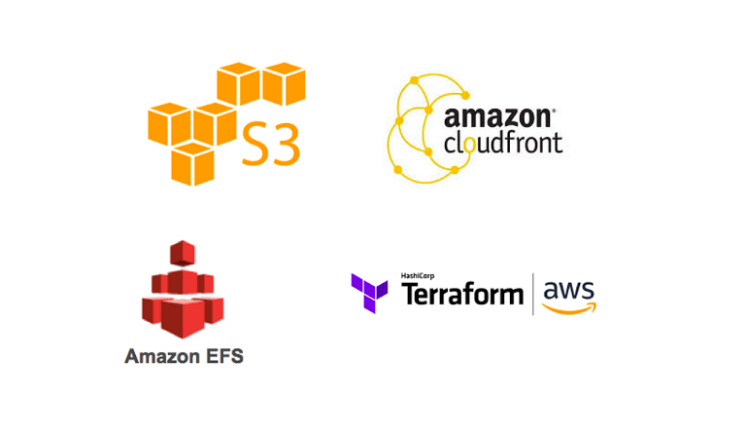 S3
amazon®
cloudfront
Amazon EFS
HashiCorp
Terraform
aws